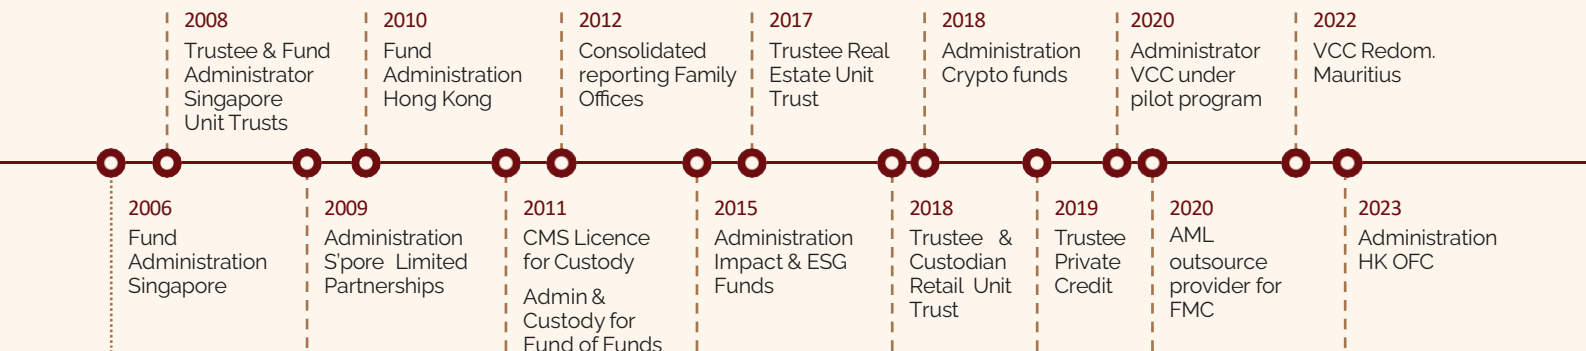 2008
Trustee & Fund
Administrator
Singapore
Unit Trusts
2010
Fund
Administration
Hong Kong
2012
Consolidated
reporting Family
Offices
2017
Trustee Real
Estate Unit
Trust
2018
Administration
Crypto funds
2020
Administrator
VCC under
pilot program
2022
VCC Redom.
Mauritius
2006
Fund
Administration
Singapore
2009
Administration
S'pore Limited
Partnerships
2011
CMS Licence
for Custody
Admin &
Custody for
Fund of Funds
2015
Administration
Impact & ESG
Funds
2018
Trustee &
Custodian
Retail Unit
Trust
2019
Trustee
Private
Credit
2020
AML
outsource
provider for
FMC
2023
Administration
HK OFC